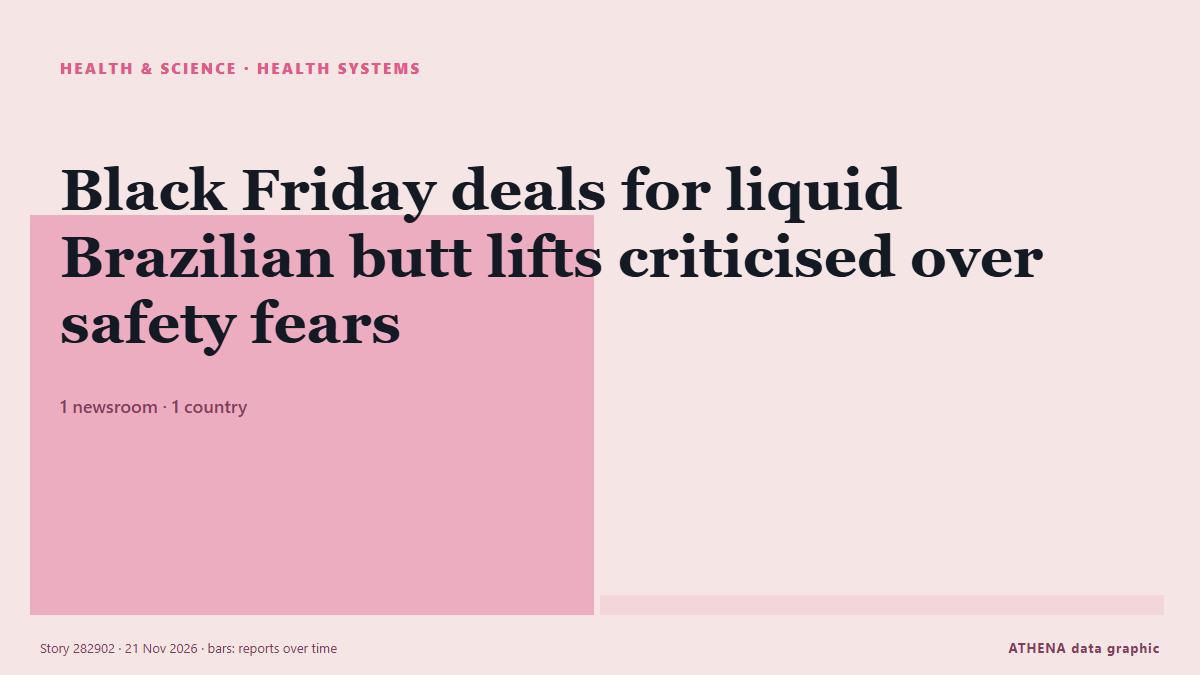 HEALTH & SCIENCE · HEALTH SYSTEMS
Black Friday deals for liquid
Brazilian butt lifts criticised over
safety fears
1 newsroom · 1 country
Story 282902 · 21 Nov 2026 · bars: reports over time
ATHENA data graphic